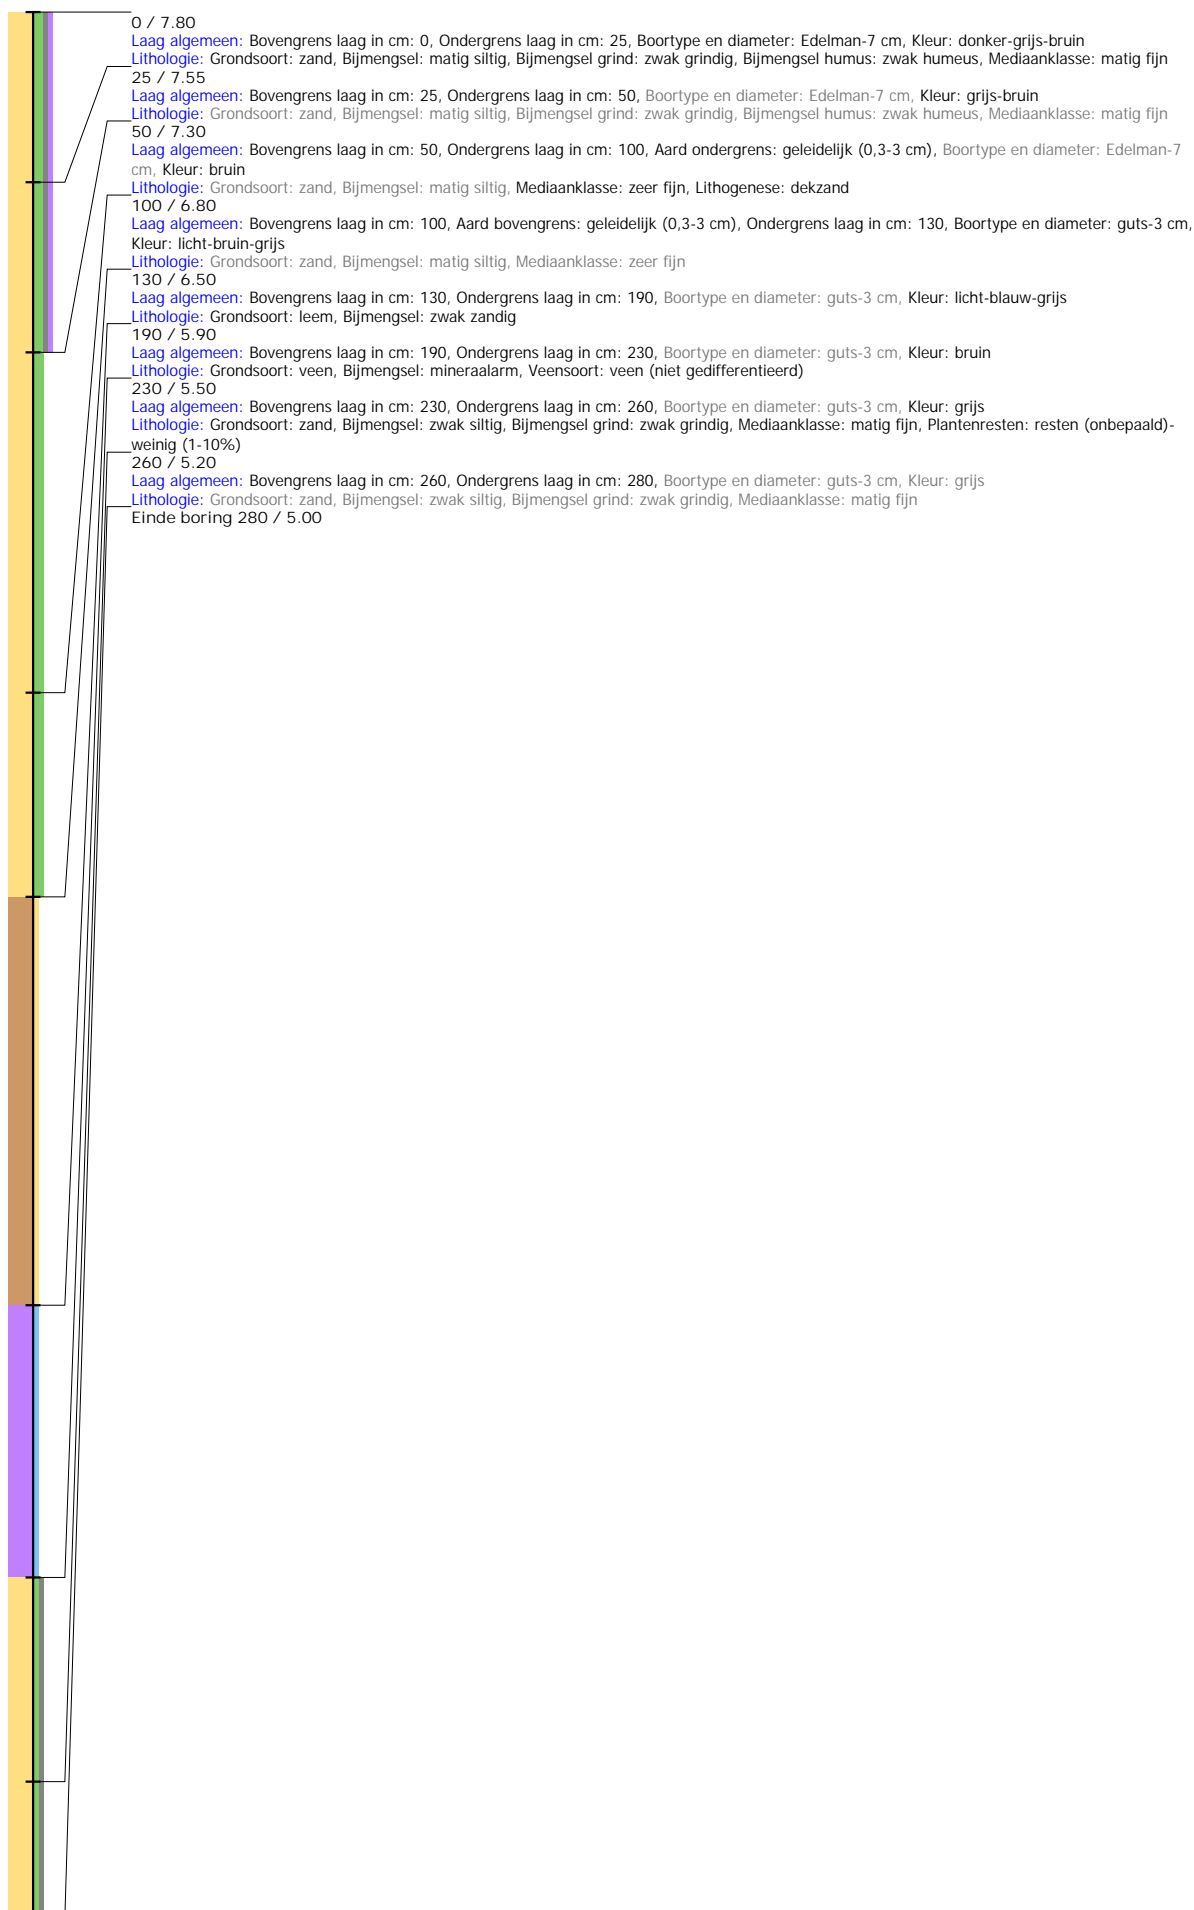 0 / 7.80
Laag algemeen: Bovengrens laag in cm: 0, Ondergrens laag in cm: 25, Boortype en diameter: Edelman-7 cm, Kleur: donker-grijs-bruin
Lithologie: Grondsoort: zand, Bijmengsel: matig siltig, Bijmengsel grind: zwak grindig, Bijmengsel humus: zwak humeus, Mediaanklasse: matig fijn
25 / 7.55
Laag algemeen: Bovengrens laag in cm: 25, Ondergrens laag in cm: 50, Boortype en diameter: Edelman-7 cm, Kleur: grijs-bruin
Lithologie: Grondsoort: zand, Bijmengsel: matig siltig, Bijmengsel grind: zwak grindig, Bijmengsel humus: zwak humeus, Mediaanklasse: matig fijn
50 / 7.30
Laag algemeen: Bovengrens laag in cm: 50, Ondergrens laag in cm: 100, Aard ondergrens: geleidelijk (0,3-3 cm), Boortype en diameter: Edelman-7
cm, Kleur: bruin
Lithologie: Grondsoort: zand, Bijmengsel: matig siltig, Mediaanklasse: zeer fijn, Lithogenese: dekzand
100 / 6.80
Laag algemeen: Bovengrens laag in cm: 100, Aard bovengrens: geleidelijk (0,3-3 cm), Ondergrens laag in cm: 130, Boortype en diameter: guts-3 cm,
Kleur: licht-bruin-grijs
Lithologie: Grondsoort: zand, Bijmengsel: matig siltig, Mediaanklasse: zeer fijn
130 / 6.50
Laag algemeen: Bovengrens laag in cm: 130, Ondergrens laag in cm: 190, Boortype en diameter: guts-3 cm, Kleur: licht-blauw-grijs
Lithologie: Grondsoort: leem, Bijmengsel: zwak zandig
190 / 5.90
Laag algemeen: Bovengrens laag in cm: 190, Ondergrens laag in cm: 230, Boortype en diameter: guts-3 cm, Kleur: bruin
Lithologie: Grondsoort: veen, Bijmengsel: mineraalarm, Veensoort: veen (niet gedifferentieerd)
230 / 5.50
Laag algemeen: Bovengrens laag in cm: 230, Ondergrens laag in cm: 260, Boortype en diameter: guts-3 cm, Kleur: grijs
Lithologie: Grondsoort: zand, Bijmengsel: zwak siltig, Bijmengsel grind: zwak grindig, Mediaanklasse: matig fijn, Plantenresten: resten (onbepaald)-
weinig (1-10%)
260 / 5.20
Laag algemeen: Bovengrens laag in cm: 260, Ondergrens laag in cm: 280, Boortype en diameter: guts-3 cm, Kleur: grijs
Lithologie: Grondsoort: zand, Bijmengsel: zwak siltig, Bijmengsel grind: zwak grindig, Mediaanklasse: matig fijn
Einde boring 280 / 5.00